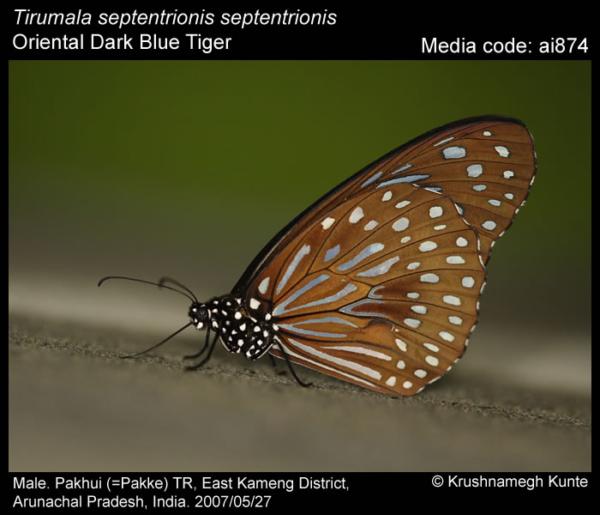 Tirumala septentrionis septentrionis
Oriental Dark Blue Tiger
Media code: ai874
Male. Pakhui (=Pakke) TR, East Kameng District,
Arunachal Pradesh, India. 2007/05/27
© Krushnamegh Kunte